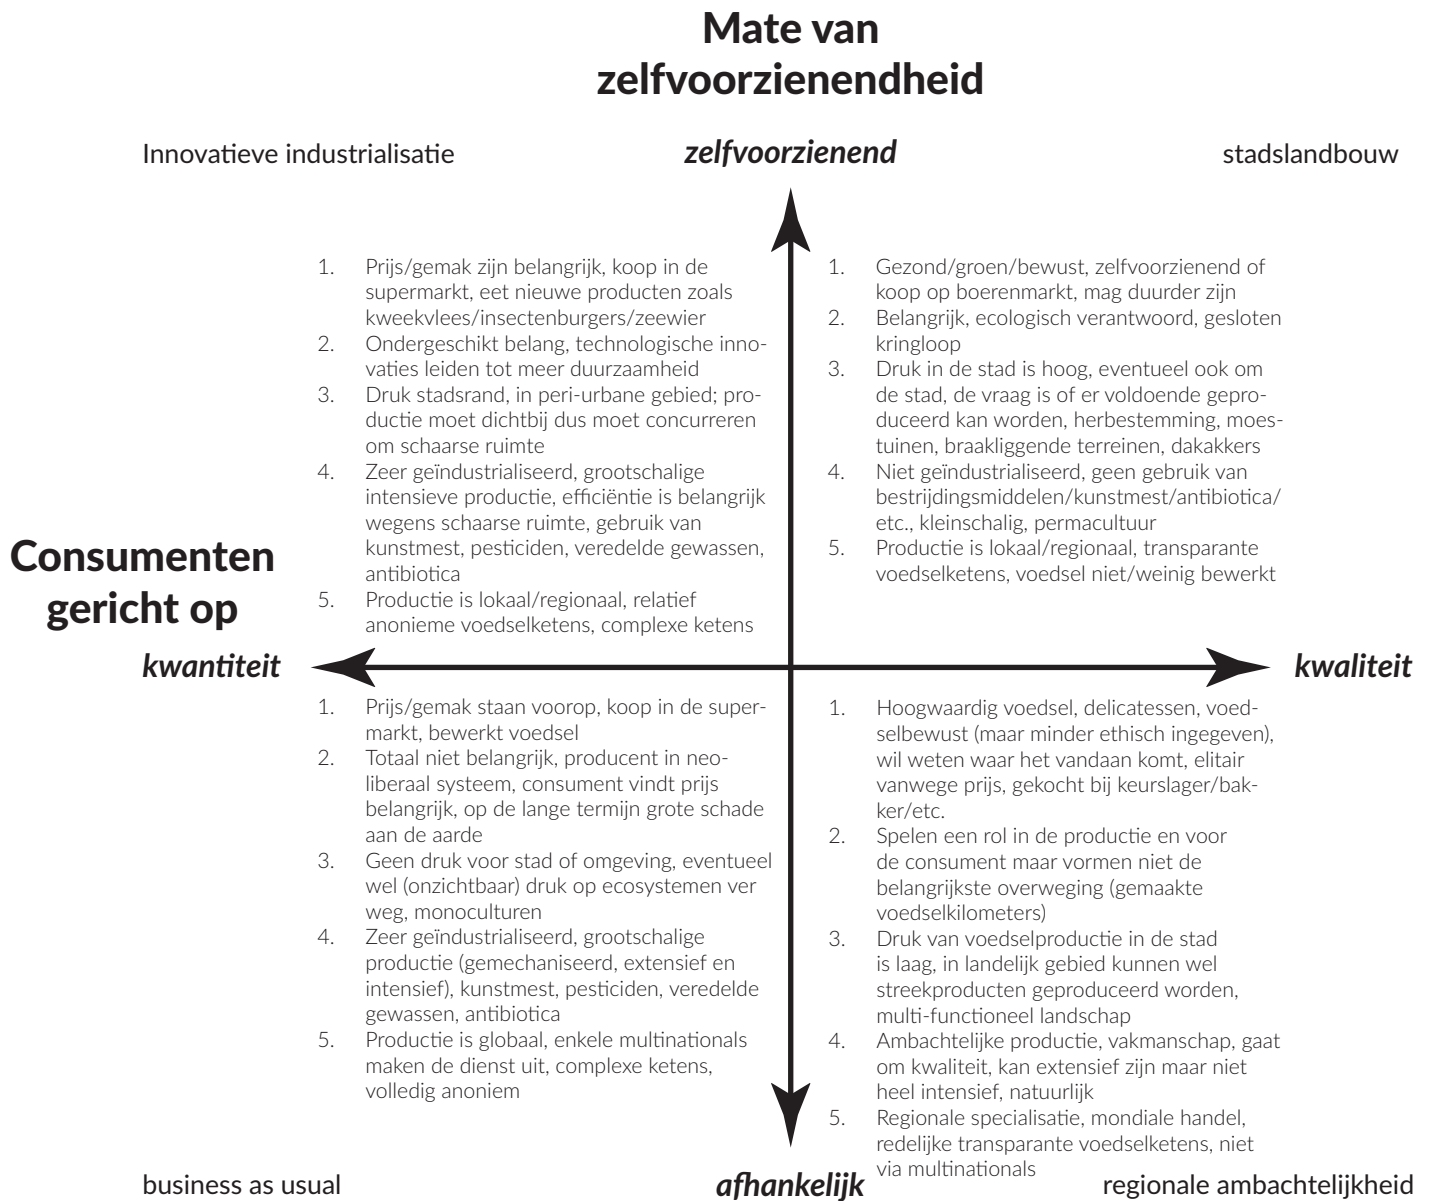 Mate van
zelfvoorzienendheid
Innovatieve industrialisatie
zelfvoorzienend
stadslandbouw
1. Prijs/gemak zijn belangrijk, koop in de
supermarkt, eet nieuwe producten zoals
kweekvlees/insectenburgers/zeewier
2. Ondergeschikt belang, technologische inno-
vaties leiden tot meer duurzaamheid
3. Druk stadsrand, in peri-urbane gebied; pro-
ductie moet dichtbij dus moet concurreren
om schaarse ruimte
4. Zeer geïndustrialiseerd, grootschalige
intensieve productie, efficiëntie is belangrijk
wegens schaarse ruimte, gebruik van
kunstmest, pesticiden, veredelde gewassen,
antibiotica
5. Productie is lokaal/regionaal, relatief
anonieme voedselketens, complexe ketens
1. Gezond/groen/bewust, zelfvoorzienend of
koop op boerenmarkt, mag duurder zijn
2. Belangrijk, ecologisch verantwoord, gesloten
kringloop
3. Druk in de stad is hoog, eventueel ook om
de stad, de vraag is of er voldoende gepro-
duceerd kan worden, herbestemming, moes-
tuinen, braakliggende terreinen, dakakkers
4. Niet geïndustrialiseerd, geen gebruik van
bestrijdingsmiddelen/kunstmest/antibiotica/
etc., kleinschalig, permacultuur
5. Productie is lokaal/regionaal, transparante
voedselketens, voedsel niet/weinig bewerkt
Consumenten
gericht op
kwantiteit
kwaliteit
1. Prijs/gemak staan voorop, koop in de super-
markt, bewerkt voedsel
2. Totaal niet belangrijk, producent in neo-
liberaal systeem, consument vindt prijs
belangrijk, op de lange termijn grote schade
aan de aarde
3. Geen druk voor stad of omgeving, eventueel
wel (onzichtbaar) druk op ecosystemen ver
weg, monoculturen
4. Zeer geïndustrialiseerd, grootschalige
productie (gemechaniseerd, extensief en
intensief), kunstmest, pesticiden, veredelde
gewassen, antibiotica
5. Productie is globaal, enkele multinationals
maken de dienst uit, complexe ketens,
volledig anoniem
1. Hoogwaardig voedsel, delicatessen, voed-
selbewust (maar minder ethisch ingegeven),
wil weten waar het vandaan komt, elitair
vanwege prijs, gekocht bij keurslager/bak-
ker/etc.
2. Spelen een rol in de productie en voor
de consument maar vormen niet de
belangrijkste overweging (gemaakte
voedselkilometers)
3. Druk van voedselproductie in de stad
is laag, in landelijk gebied kunnen wel
streekproducten geproduceerd worden,
multi-functioneel landschap
4. Ambachtelijke productie, vakmanschap, gaat
om kwaliteit, kan extensief zijn maar niet
heel intensief, natuurlijk
5. Regionale specialisatie, mondiale handel,
redelijke transparante voedselketens, niet
via multinationals
business as usual
afhankelijk
regionale ambachtelijkheid